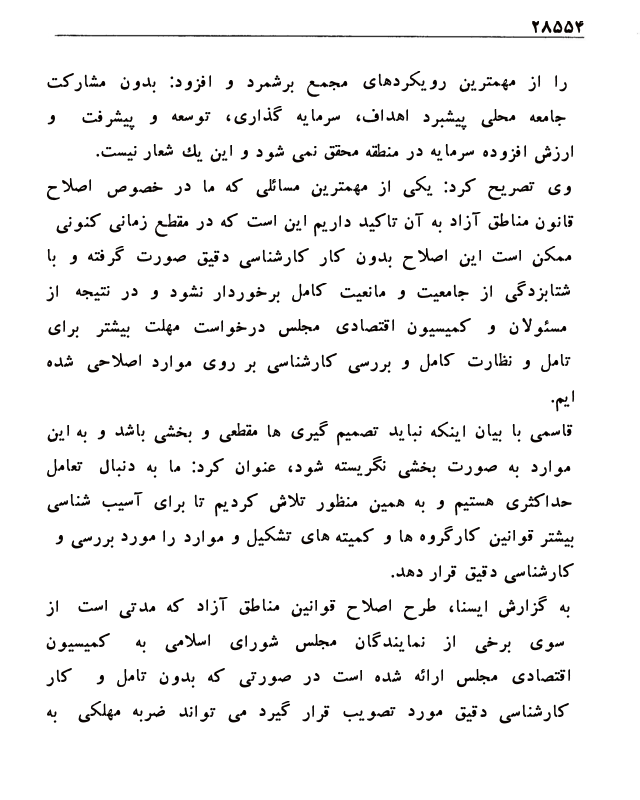 ۲۸۵۵۴
را از مهمترین رویکردهای مجمع برشمرد و افزود: بدون مشارکت
جامعه محلی پیشبرد اهداف، سرمایه گذاری، توسعه و پیشرفت و
ارزش افزوده سرمایه در منطقه محقق نمی شود و این یك شعار نیست.
وی تصریح کرد: یکی از مهمترین مسائلی که ما در خصوص اصلاح
قانون مناطق آزاد به آن تاکید داریم این است که در مقطع زمانی کنونی
ممکن است این اصلاح بدون کار کارشناسی دقیق صورت گرفته و با
شتابزدگی از جامعیت و مانعیت کامل برخوردار نشود و در نتیجه از
مسئولان و کمیسیون اقتصادی مجلس درخواست مهلت بیشتر برای
تامل و نظارت کامل و بررسی کارشناسی بر روی موارد اصلاحی شده
ایم.
قاسمی با بیان اینکه نباید تصمیم گیری ها مقطعی و بخشی باشد و به این
موارد به صورت بخشی نگریسته شود، عنوان کرد: ما به دنبال تعامل
حداکثری هستیم و به همین منظور تلاش کردیم تا برای آسیب شناسی
بیشتر قوانین کارگروه ها و کمیته های تشکیل و موارد را مورد بررسی و
کارشناسی دقیق قرار دهد.
به گزارش ایسنا، طرح اصلاح قوانین مناطق آزاد که مدتی است از
سوی برخی از نمایندگان مجلس شورای اسلامی به کمیسیون
اقتصادی مجلس ارائه شده است در صورتی که بدون تامل و کار
کارشناسی دقیق مورد تصویب قرار گیرد می تواند ضربه مهلکی به